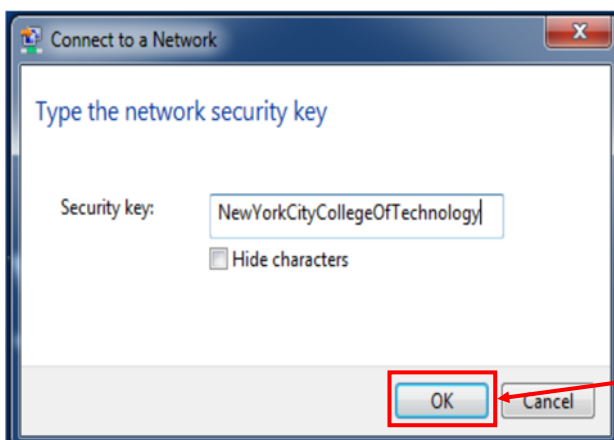 Connect to a Network
Type the network security key
Security key: NewYorkCityCollegeOfTechnology
Hide characters
OK Cancel